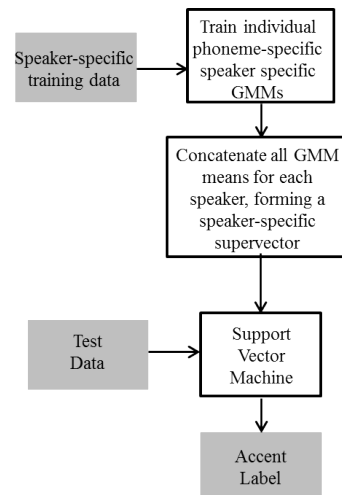 Train individual
phoneme-specific
speaker specific
GMMs
Speaker-specific
training data
Concatenate all GMM
means for each
speaker, forming a
speaker-specific
supervector
Test
Data
Support
Vector
Machine
Accent
Label